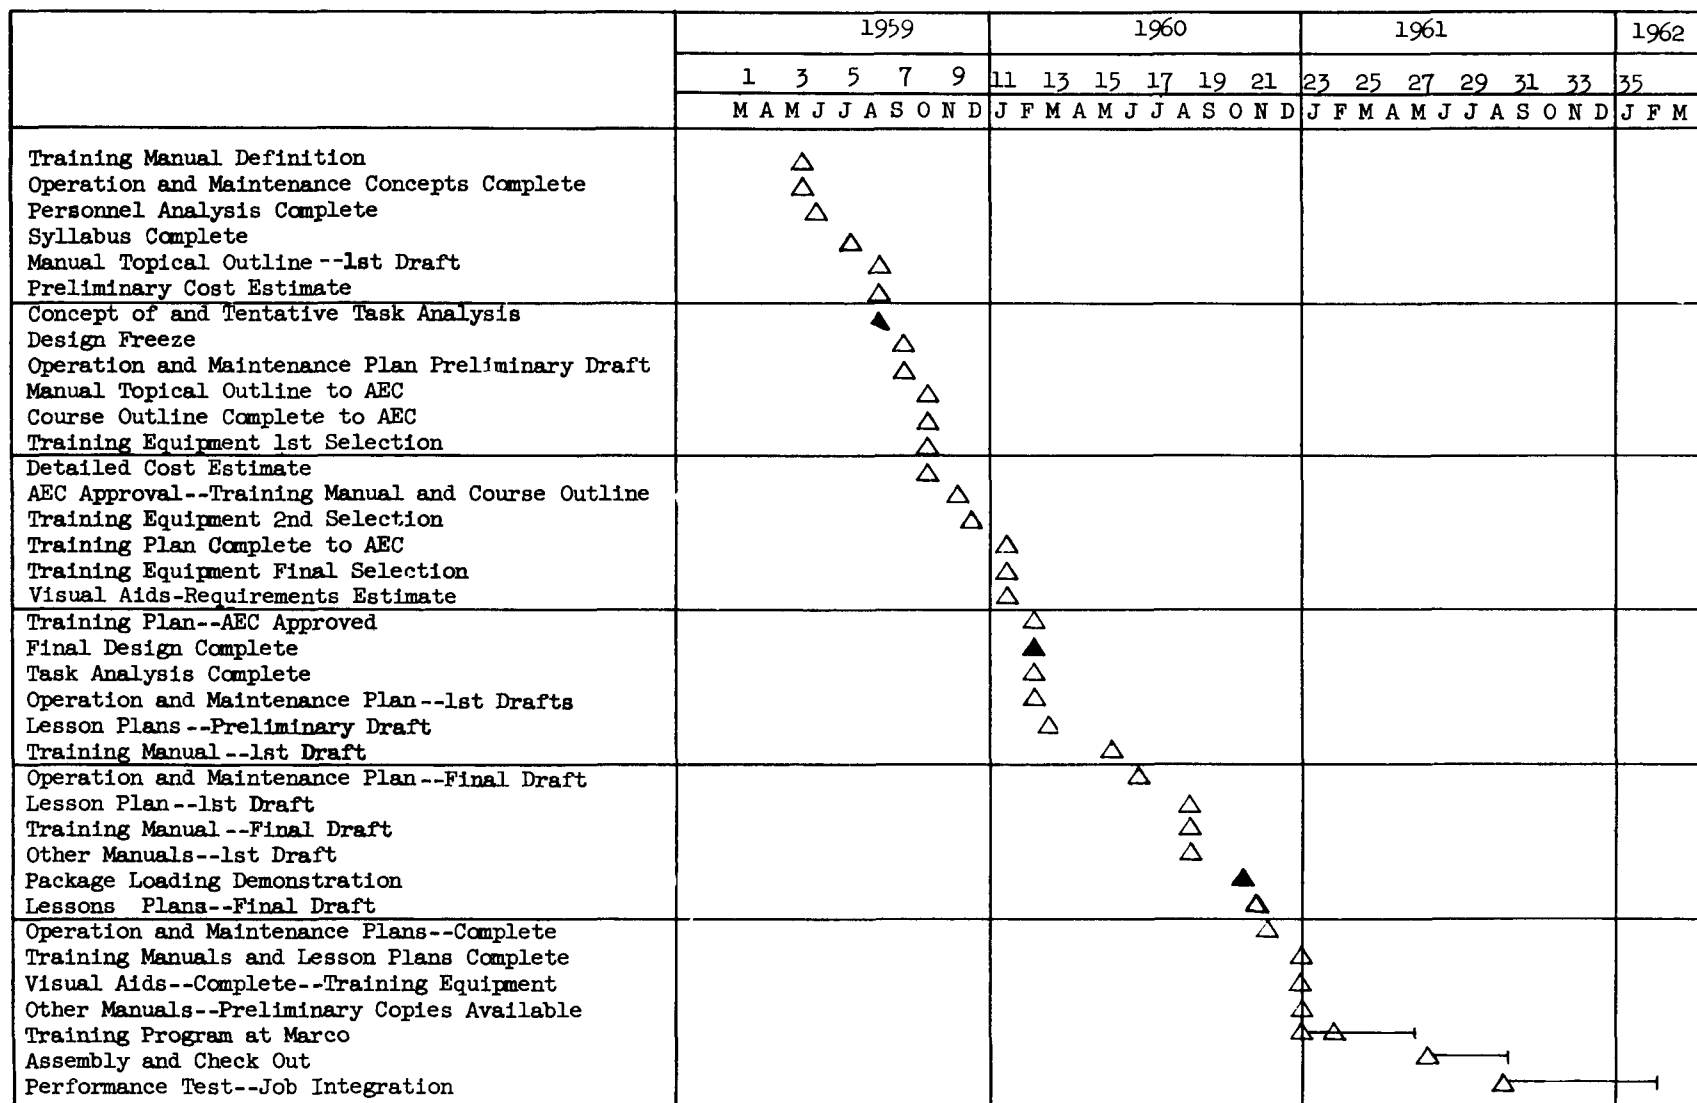 1959 1960 1961 1962
1 3 5 7 9 11 13 15 17 19 21 23 25 27 29 31 33 35
M A M J J A S O N D J F M A M J J A S O N D J F M A M J J A S O N D J F M
Training Manual Definition
Operation and Maintenance Concepts Complete
Personnel Analysis Complete
Syllabus Complete
Manual Topical Outline--1st Draft
Preliminary Cost Estimate
Concept of and Tentative Task Analysis
Design Freeze
Operation and Maintenance Plan Preliminary Draft
Manual Topical Outline to AEC
Course Outline Complete to AEC
Training Equipment 1st Selection
Detailed Cost Estimate
AEC Approval--Training Manual and Course Outline
Training Equipment 2nd Selection
Training Plan Complete to AEC
Training Equipment Final Selection
Visual Aids-Requirements Estimate
Training Plan--AEC Approved
Final Design Complete
Task Analysis Complete
Operation and Maintenance Plan--1st Drafts
Lesson Plans--Preliminary Draft
Training Manual--1st Draft
Operation and Maintenance Plan--Final Draft
Lesson Plan--1st Draft
Training Manual--Final Draft
Other Manuals--1st Draft
Package Loading Demonstration
Lessons Plans--Final Draft
Operation and Maintenance Plans--Complete
Training Manuals and Lesson Plans Complete
Visual Aids--Complete--Training Equipment
Other Manuals--Preliminary Copies Available
Training Program at Marco
Assembly and Check Out
Performance Test--Job Integration